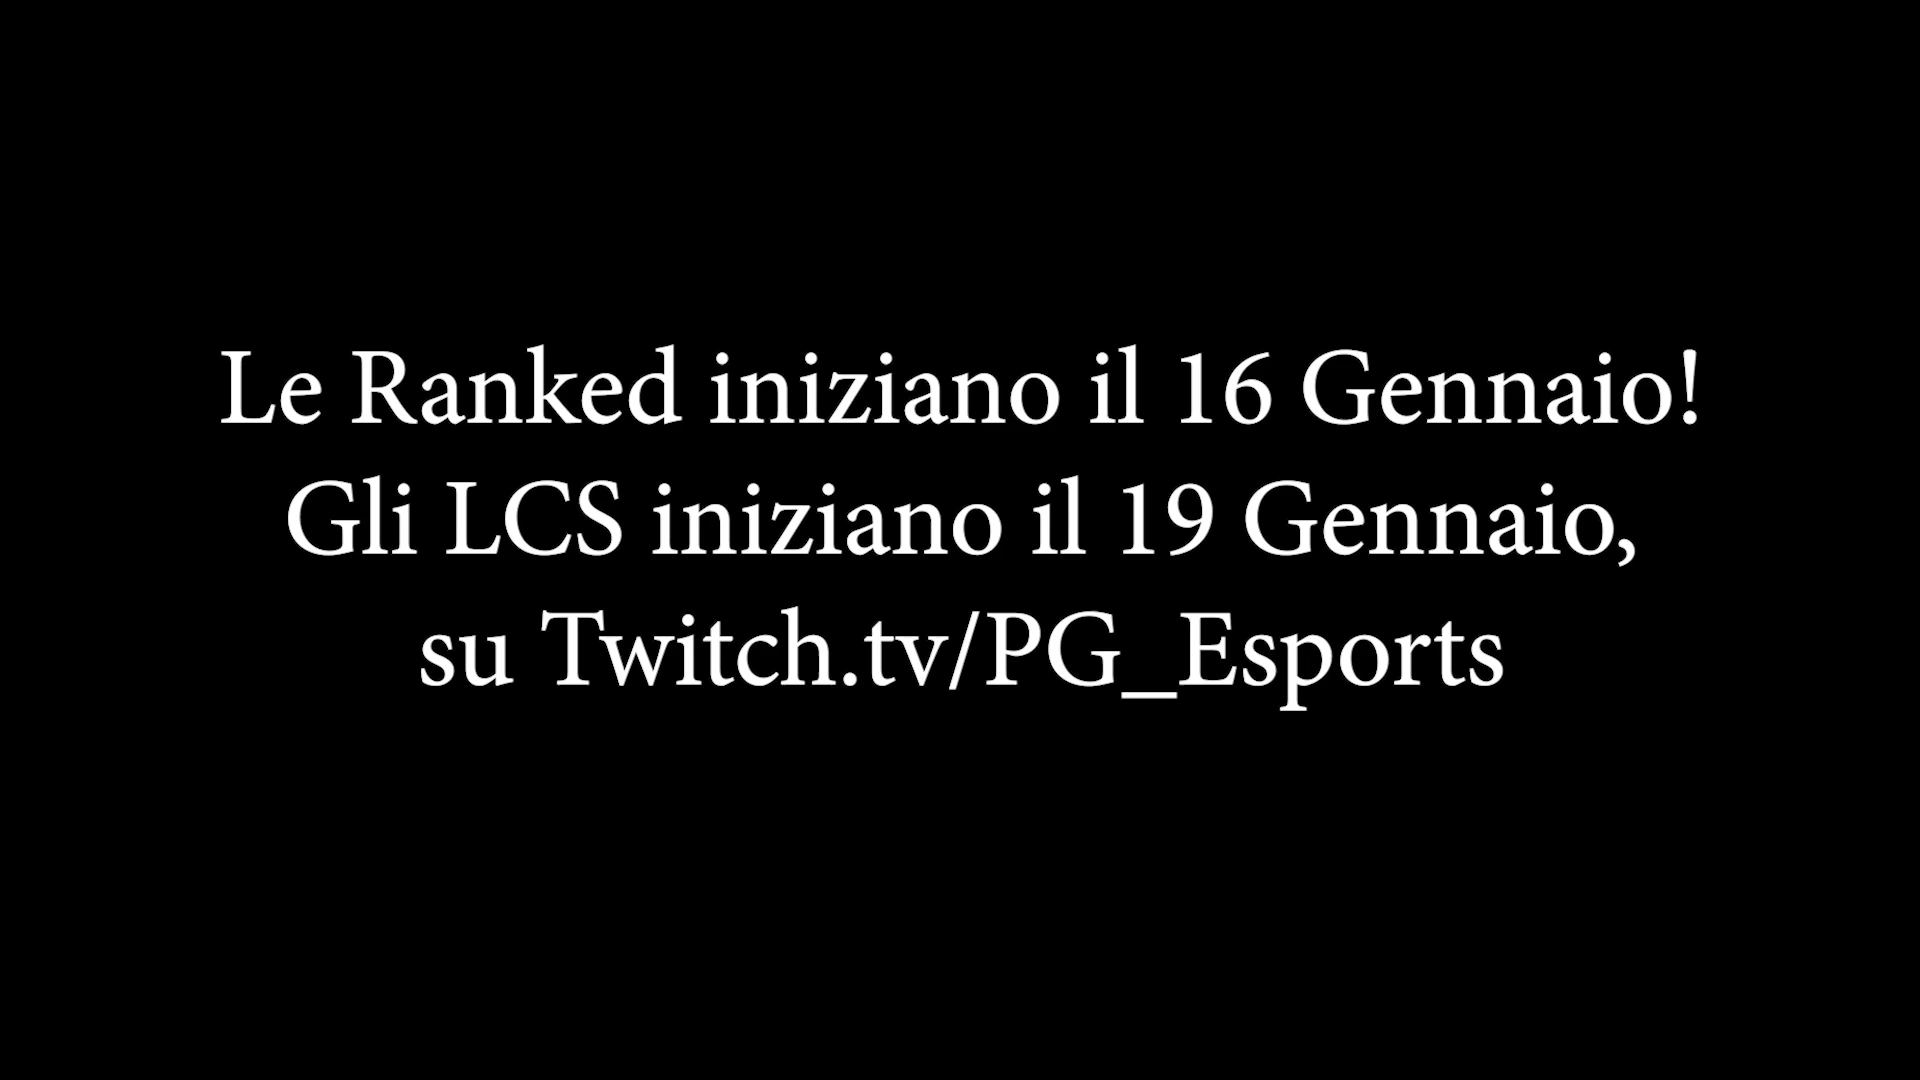 Le Ranked iniziano il 16 Gennaio!
Gli LCS iniziano il 19 Gennaio,
su Twitch.tv/PG_Esports